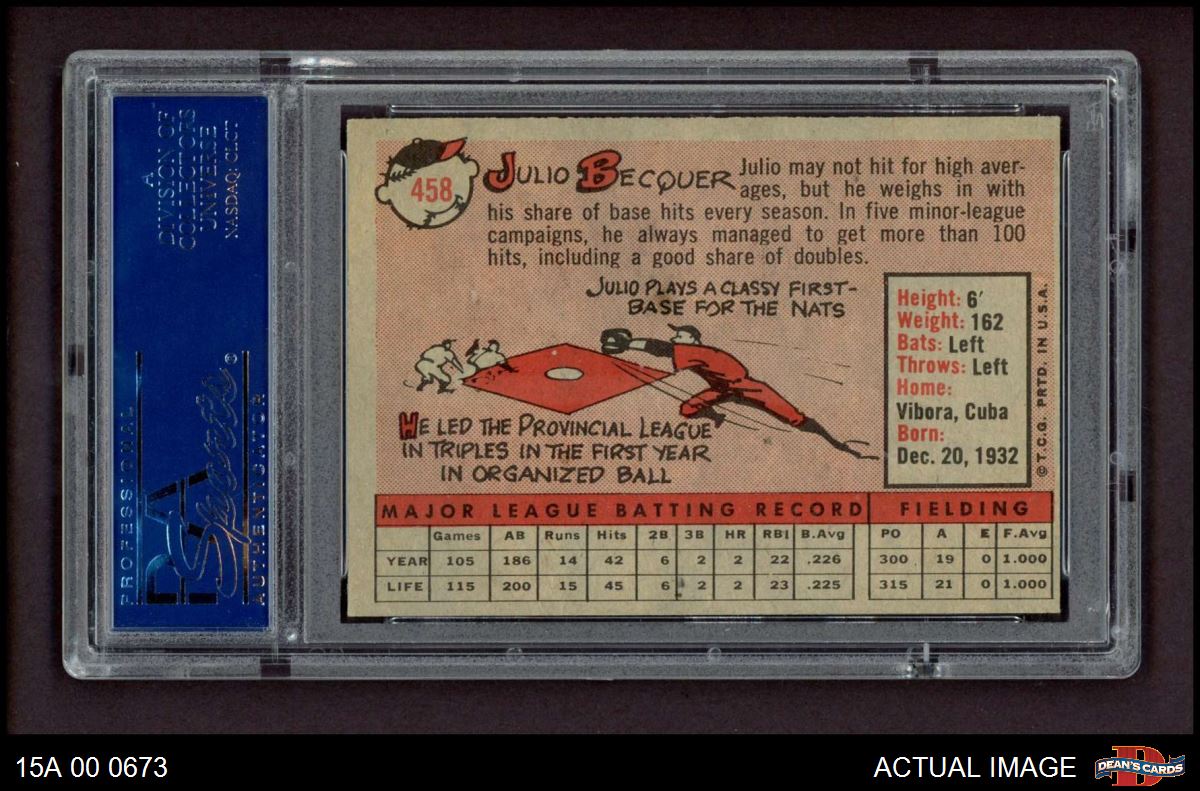 A
DIVISION OF
COLLECTORS
UNIVERSE
NASDAQ: CLCT
PROFESSIONAL
PSA
Sports®
AUTHENTICATOR
458
JULIO BECQUER
Julio may not hit for high aver-
ages, but he weighs in with
his share of base hits every season. In five minor-league
campaigns, he always managed to get more than 100
hits, including a good share of doubles.
JULIO PLAYS A CLASSY FIRST-
BASE FOR THE NATS
HE LED THE PROVINCIAL LEAGUE
IN TRIPLES IN THE FIRST YEAR
IN ORGANIZED BALL
Height: 6'
Weight: 162
Bats: Left
Throws: Left
Home:
Vibora, Cuba
Born:
Dec. 20, 1932
©T.C.G. PRTD. IN U.S.A.
MAJOR LEAGUE BATTING RECORD FIELDING
Games AB Runs Hits 2B 3B HR RBI B.Avg PO A E F.Avg
YEAR 105 186 14 42 6 2 2 22 .226 300 19 0 1.000
LIFE 115 200 15 45 6 2 2 23 .225 315 21 0 1.000
15A 00 0673
ACTUAL IMAGE
D
DEAN'S CARDS